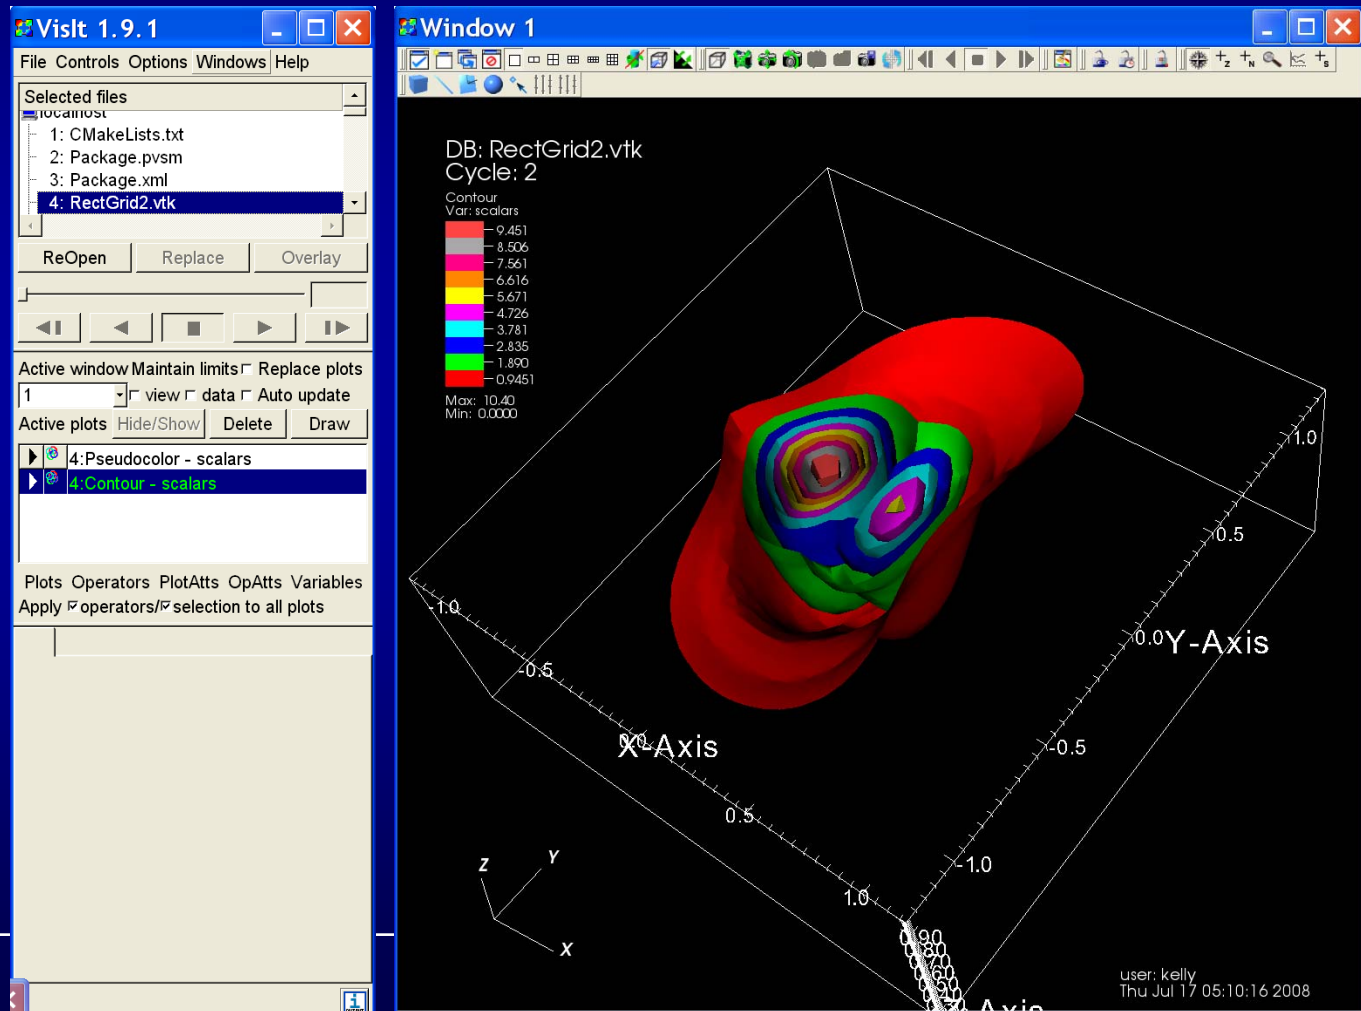 VisIt 1.9.1
File Controls Options Windows Help
Selected files
localhost
1: CMakeLists.txt
2: Package.pvsm
3: Package.xml
4: RectGrid2.vtk
ReOpen Replace Overlay
Active window Maintain limits Replace plots
1 view data Auto update
Active plots Hide/Show Delete Draw
4:Pseudocolor - scalars
4:Contour - scalars
Plots Operators PlotAtts OpAtts Variables
Apply operators/ selection to all plots
Window 1
DB: RectGrid2.vtk
Cycle: 2
Contour
Var: scalars
9.451
8.506
7.561
6.616
5.671
4.726
3.781
2.835
1.890
0.9451
Max: 10.40
Min: 0.0000
1.0
0.5
0.0 Y-Axis
-0.5
-1.0
-1.0
-0.5
X-Axis
0.5
1.0
Z
Y
X
0.90
user: kelly
Thu Jul 17 05:10:16 2008